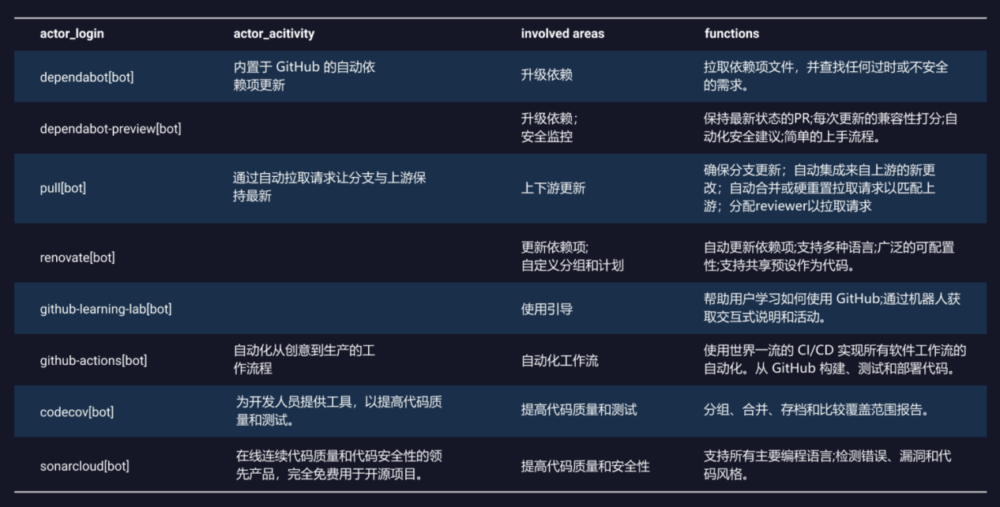 actor_login actor_acitivity involved areas functions
dependabot[bot]
内置于 GitHub 的自动依
赖项更新
升级依赖
拉取依赖项文件，并查找任何过时或不安全
的需求。
dependabot-preview[bot]
升级依赖；
安全监控
保持最新状态的PR;每次更新的兼容性打分;自
动化安全建议;简单的上手流程。
pull[bot]
通过自动拉取请求让分支与上游保
持最新
上下游更新
确保分支更新；自动集成来自上游的新更
改；自动合并或硬重置拉取请求以匹配上
游；分配reviewer以拉取请求
renovate[bot]
更新依赖项;
自定义分组和计划
自动更新依赖项;支持多种语言;广泛的可配置
性;支持共享预设作为代码。
github-learning-lab[bot]
使用引导
帮助用户学习如何使用 GitHub;通过机器人获
取交互式说明和活动。
github-actions[bot]
自动化从创意到生产的工
作流程
自动化工作流
使用世界一流的 CI/CD 实现所有软件工作流的
自动化。从 GitHub 构建、测试和部署代码。
codecov[bot]
为开发人员提供工具，以提高代码质
量和测试。
提高代码质量和测试
分组、合并、存档和比较覆盖范围报告。
sonarcloud[bot]
在线连续代码质量和代码安全性的领
先产品，完全免费用于开源项目。
提高代码质量和安全性
支持所有主要编程语言;检测错误、漏洞和代
码风格。